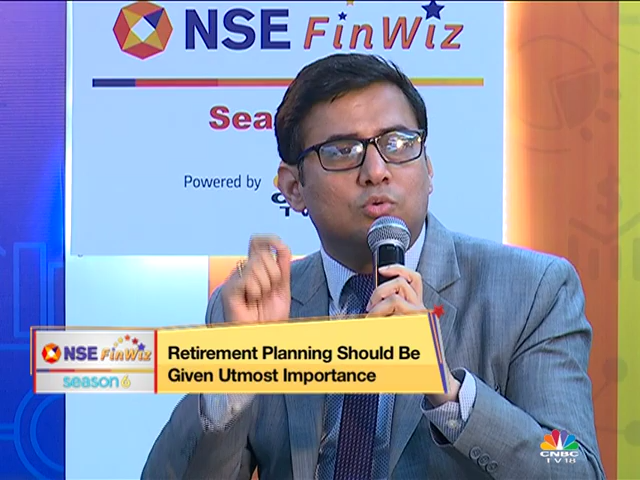 NSE FinWiz
Sea
Powered by
NSE FinWiz
season 6
Retirement Planning Should Be
Given Utmost Importance
CNBC
TV18